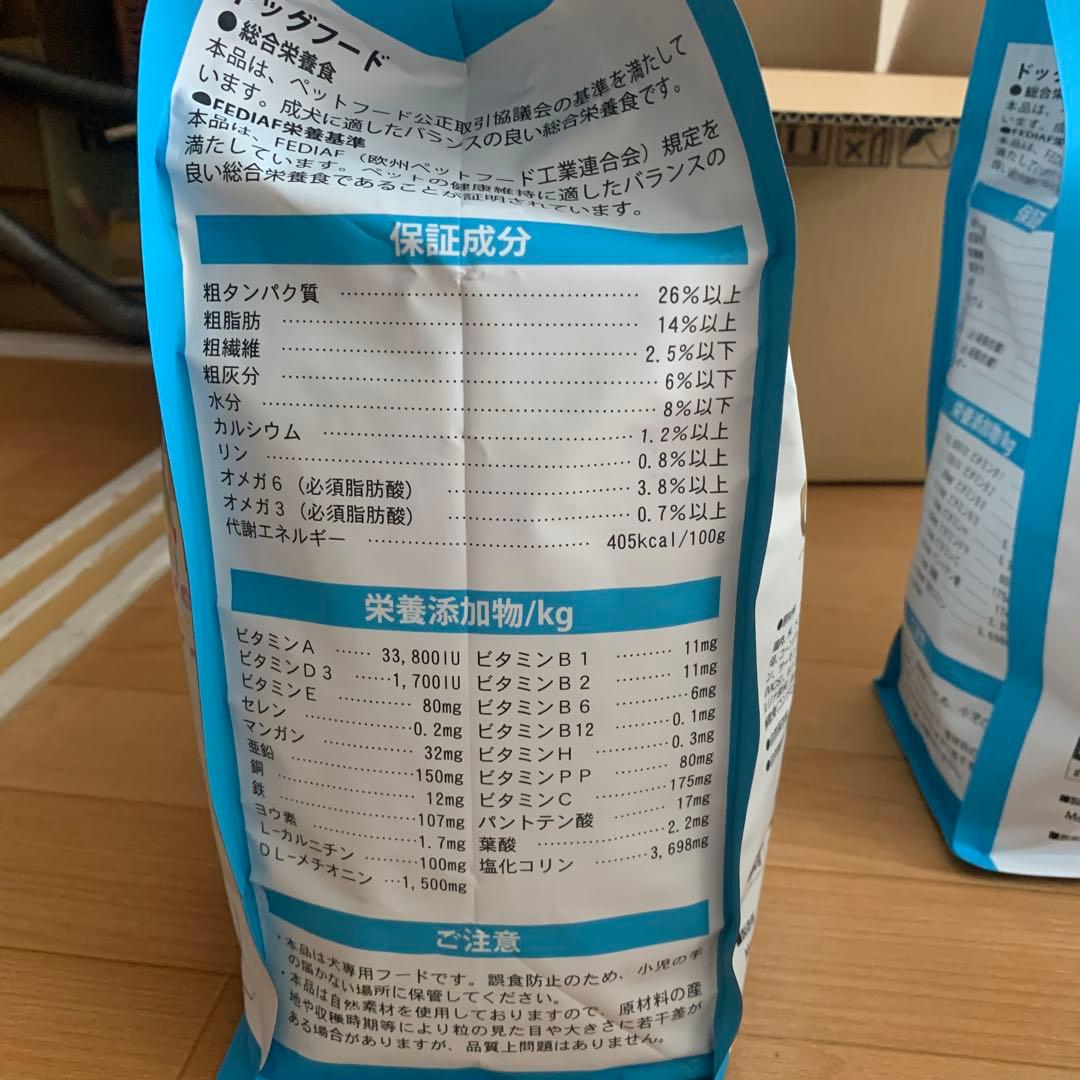 ドッグフード
●総合栄養食
本品は、ペットフード公正取引協議会の基準を満たして
います。成犬に適したバランスの良い総合栄養食です。
●FEDIAF栄養基準
本品は、FEDIAF（欧州ペットフード工業連合会）規定を
満たしています。ペットの健康維持に適したバランスの
良い総合栄養食であることが証明されています。
保証成分
粗タンパク質 …… 26%以上
粗脂肪 …… 14%以上
粗繊維 …… 2.5%以下
粗灰分 …… 6%以下
水分 …… 8%以下
カルシウム …… 1.2%以上
リン …… 0.8%以上
オメガ6（必須脂肪酸） …… 3.8%以上
オメガ3（必須脂肪酸） …… 0.7%以上
代謝エネルギー …… 405kcal/100g
栄養添加物/kg
ビタミンA …… 33,800IU
ビタミンD3 …… 1,700IU
ビタミンE …… 80mg
セレン …… 0.2mg
マンガン …… 32mg
亜鉛 …… 150mg
銅 …… 12mg
鉄 …… 107mg
ヨウ素 …… 1.7mg
L-カルニチン …… 100mg
DL-メチオニン …1,500mg
ビタミンB1 …… 11mg
ビタミンB2 …… 11mg
ビタミンB6 …… 6mg
ビタミンB12 …… 0.1mg
ビタミンH …… 0.3mg
ビタミンPP …… 80mg
ビタミンC …… 175mg
パントテン酸 …… 17mg
葉酸 …… 2.2mg
塩化コリン …… 3,698mg
ご注意
・本品は犬専用フードです。誤食防止のため、小児の手
の届かない場所に保管してください。
・本品は自然素材を使用しておりますので、原材料の産
地や収穫時期等により粒の見た目や大きさに若干差が
ある場合がありますが、品質上問題はありません。
ドッグ
●総合栄
本品は、
います。
●FEDIAF
保証
栄養添加物/kg